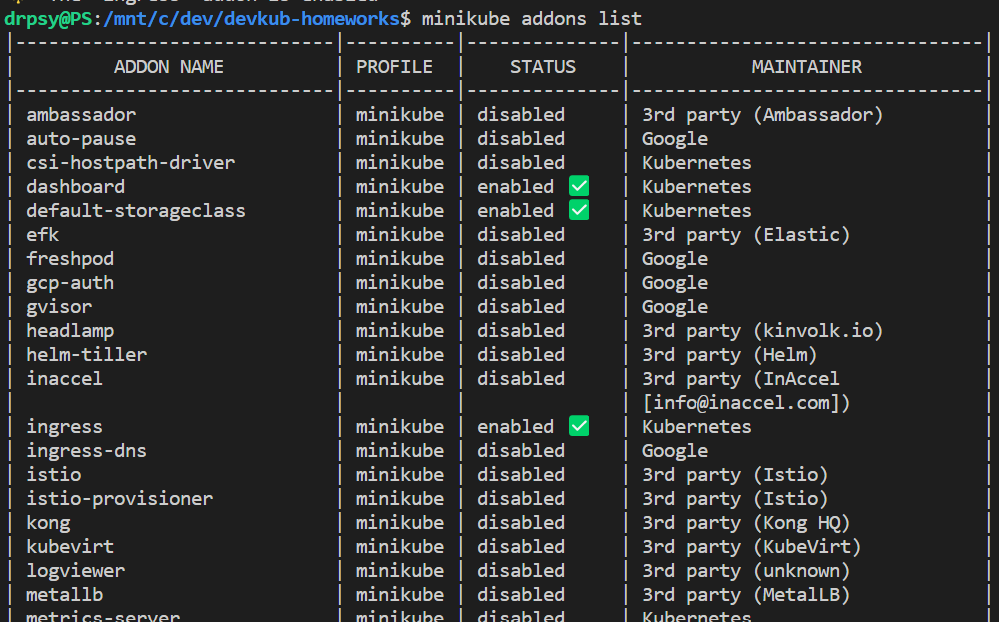 The 'ingress' addon is enabled
drpsy@PS:/mnt/c/dev/devkub-homeworks$ minikube addons list
|-----------------------------|----------|--------------|--------------------------------|
| ADDON NAME | PROFILE | STATUS | MAINTAINER |
|-----------------------------|----------|--------------|--------------------------------|
| ambassador | minikube | disabled | 3rd party (Ambassador) |
| auto-pause | minikube | disabled | Google |
| csi-hostpath-driver | minikube | disabled | Kubernetes |
| dashboard | minikube | enabled ✅ | Kubernetes |
| default-storageclass | minikube | enabled ✅ | Kubernetes |
| efk | minikube | disabled | 3rd party (Elastic) |
| freshpod | minikube | disabled | Google |
| gcp-auth | minikube | disabled | Google |
| gvisor | minikube | disabled | Google |
| headlamp | minikube | disabled | 3rd party (kinvolk.io) |
| helm-tiller | minikube | disabled | 3rd party (Helm) |
| inaccel | minikube | disabled | 3rd party (InAccel |
| | | | [info@inaccel.com]) |
| ingress | minikube | enabled ✅ | Kubernetes |
| ingress-dns | minikube | disabled | Google |
| istio | minikube | disabled | 3rd party (Istio) |
| istio-provisioner | minikube | disabled | 3rd party (Istio) |
| kong | minikube | disabled | 3rd party (Kong HQ) |
| kubevirt | minikube | disabled | 3rd party (KubeVirt) |
| logviewer | minikube | disabled | 3rd party (unknown) |
| metallb | minikube | disabled | 3rd party (MetalLB) |
| metrics-server | minikube | disabled | Kubernetes |